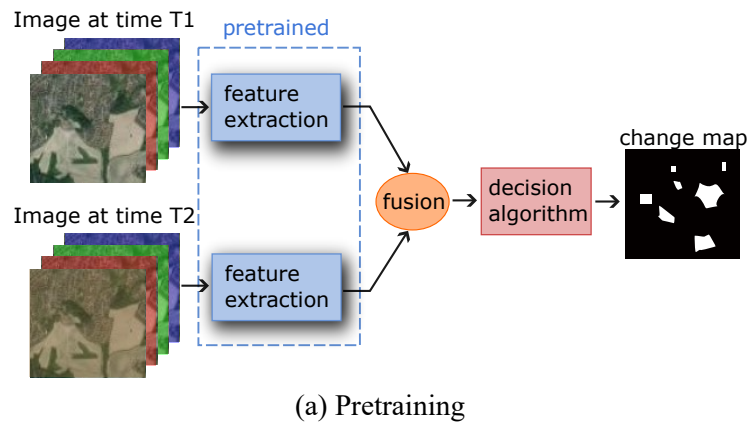 Image at time T1
pretrained
feature
extraction
change map
fusion
decision
algorithm
Image at time T2
feature
extraction
(a) Pretraining